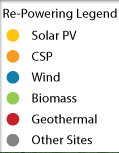 Re-Powering Legend
Solar PV
CSP
Wind
Biomass
Geothermal
Other Sites